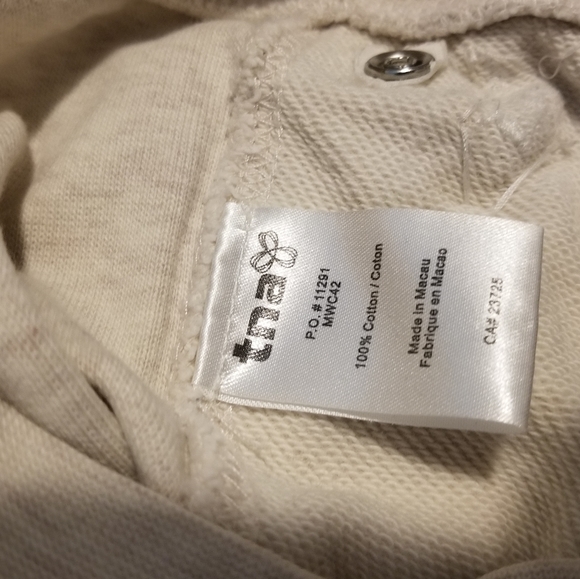 tna
P.O. # 11291
MWC42
100% Cotton / Coton
Made in Macau
Fabrique en Macao
CA# 23725